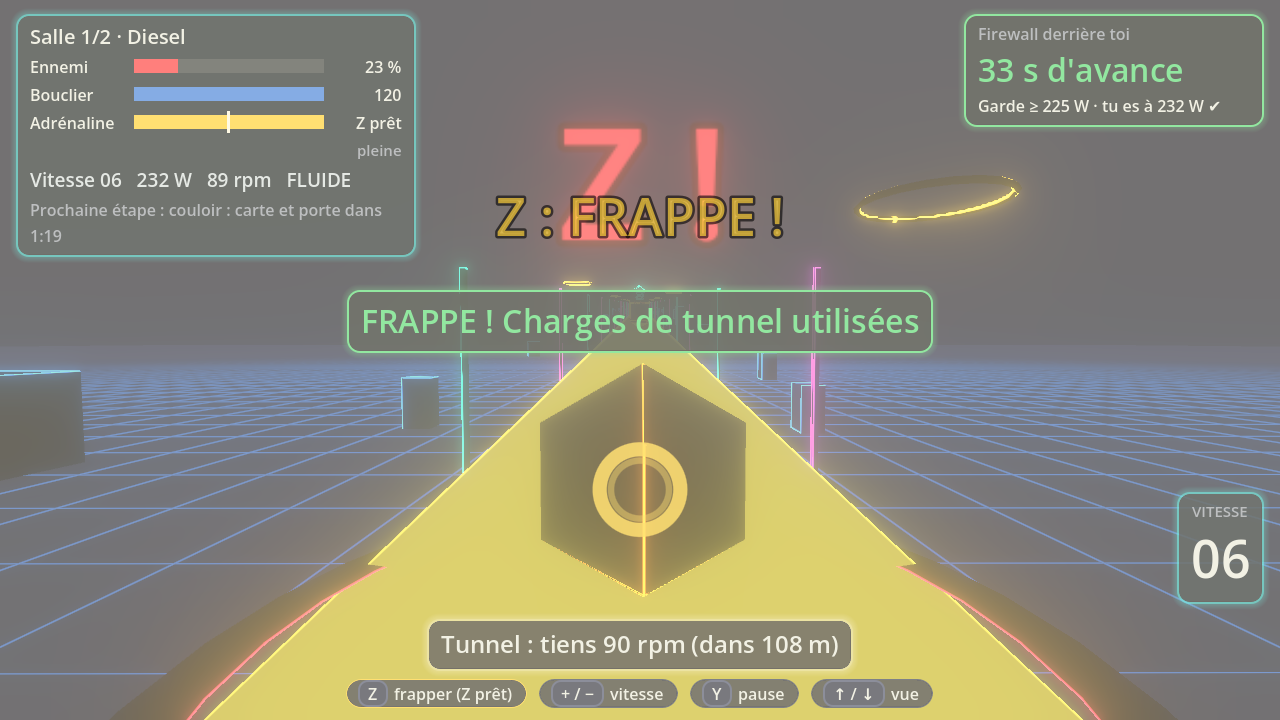 Salle 1/2 · Diesel
Ennemi 23 %
Bouclier 120
Adrénaline Z prêt
pleine
Vitesse 06 232 W 89 rpm FLUIDE
Prochaine étape : couloir : carte et porte dans
1:19
Firewall derrière toi
33 s d'avance
Garde ≥ 225 W · tu es à 232 W ✔
Z !
Z : FRAPPE !
FRAPPE ! Charges de tunnel utilisées
VITESSE
06
Tunnel : tiens 90 rpm (dans 108 m)
Z frapper (Z prêt) + / − vitesse Y pause ↑ / ↓ vue